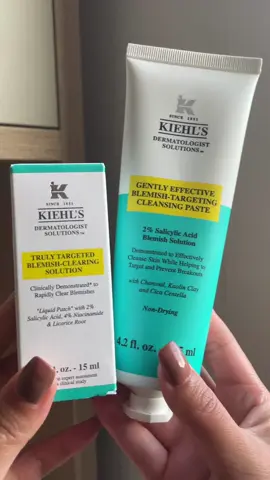 K
SINCE 1851
KIEHL'S
DERMATOLOGIST
SOLUTIONS
TRULY TARGETED
BLEMISH-CLEARING
SOLUTION
Clinically Demonstrated* to
Rapidly Clear Blemishes
"Liquid Patch" with 2%
Salicylic Acid, 4% Niacinamide
& Licorice Root
fl. oz. - 15 ml
K
SINCE 1851
KIEHL'S
DERMATOLOGIST
SOLUTIONS
GENTLY EFFECTIVE
BLEMISH-TARGETING
CLEANSING PASTE
2% Salicylic Acid
Blemish Solution
Demonstrated to Effectively
Cleanse Skin While Helping to
Target and Prevent Breakouts
with Charcoal, Kaolin Clay
and Cica Centella
Non-Drying
4.2 fl. oz. ml